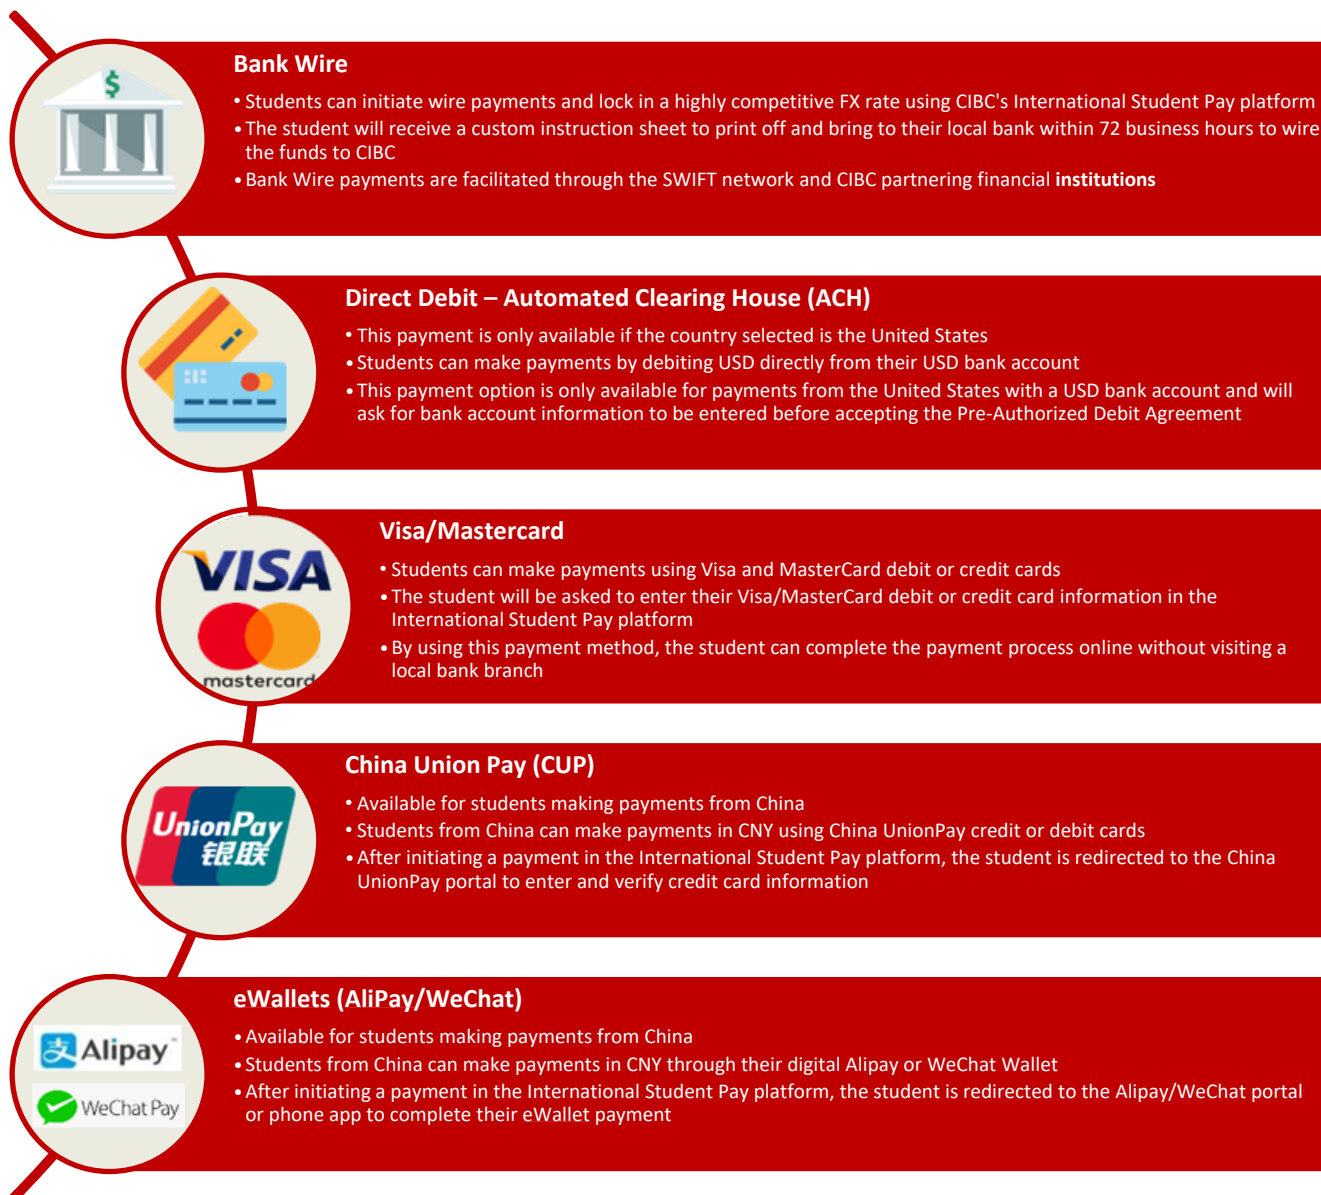 $
Bank Wire
• Students can initiate wire payments and lock in a highly competitive FX rate using CIBC's International Student Pay platform
• The student will receive a custom instruction sheet to print off and bring to their local bank within 72 business hours to wire
the funds to CIBC
• Bank Wire payments are facilitated through the SWIFT network and CIBC partnering financial institutions
Direct Debit – Automated Clearing House (ACH)
• This payment is only available if the country selected is the United States
• Students can make payments by debiting USD directly from their USD bank account
• This payment option is only available for payments from the United States with a USD bank account and will
ask for bank account information to be entered before accepting the Pre-Authorized Debit Agreement
VISA
mastercard
Visa/Mastercard
• Students can make payments using Visa and MasterCard debit or credit cards
• The student will be asked to enter their Visa/MasterCard debit or credit card information in the
International Student Pay platform
• By using this payment method, the student can complete the payment process online without visiting a
local bank branch
UnionPay
银联
China Union Pay (CUP)
• Available for students making payments from China
• Students from China can make payments in CNY using China UnionPay credit or debit cards
• After initiating a payment in the International Student Pay platform, the student is redirected to the China
UnionPay portal to enter and verify credit card information
支 Alipay
WeChat Pay
eWallets (AliPay/WeChat)
• Available for students making payments from China
• Students from China can make payments in CNY through their digital Alipay or WeChat Wallet
• After initiating a payment in the International Student Pay platform, the student is redirected to the Alipay/WeChat portal
or phone app to complete their eWallet payment